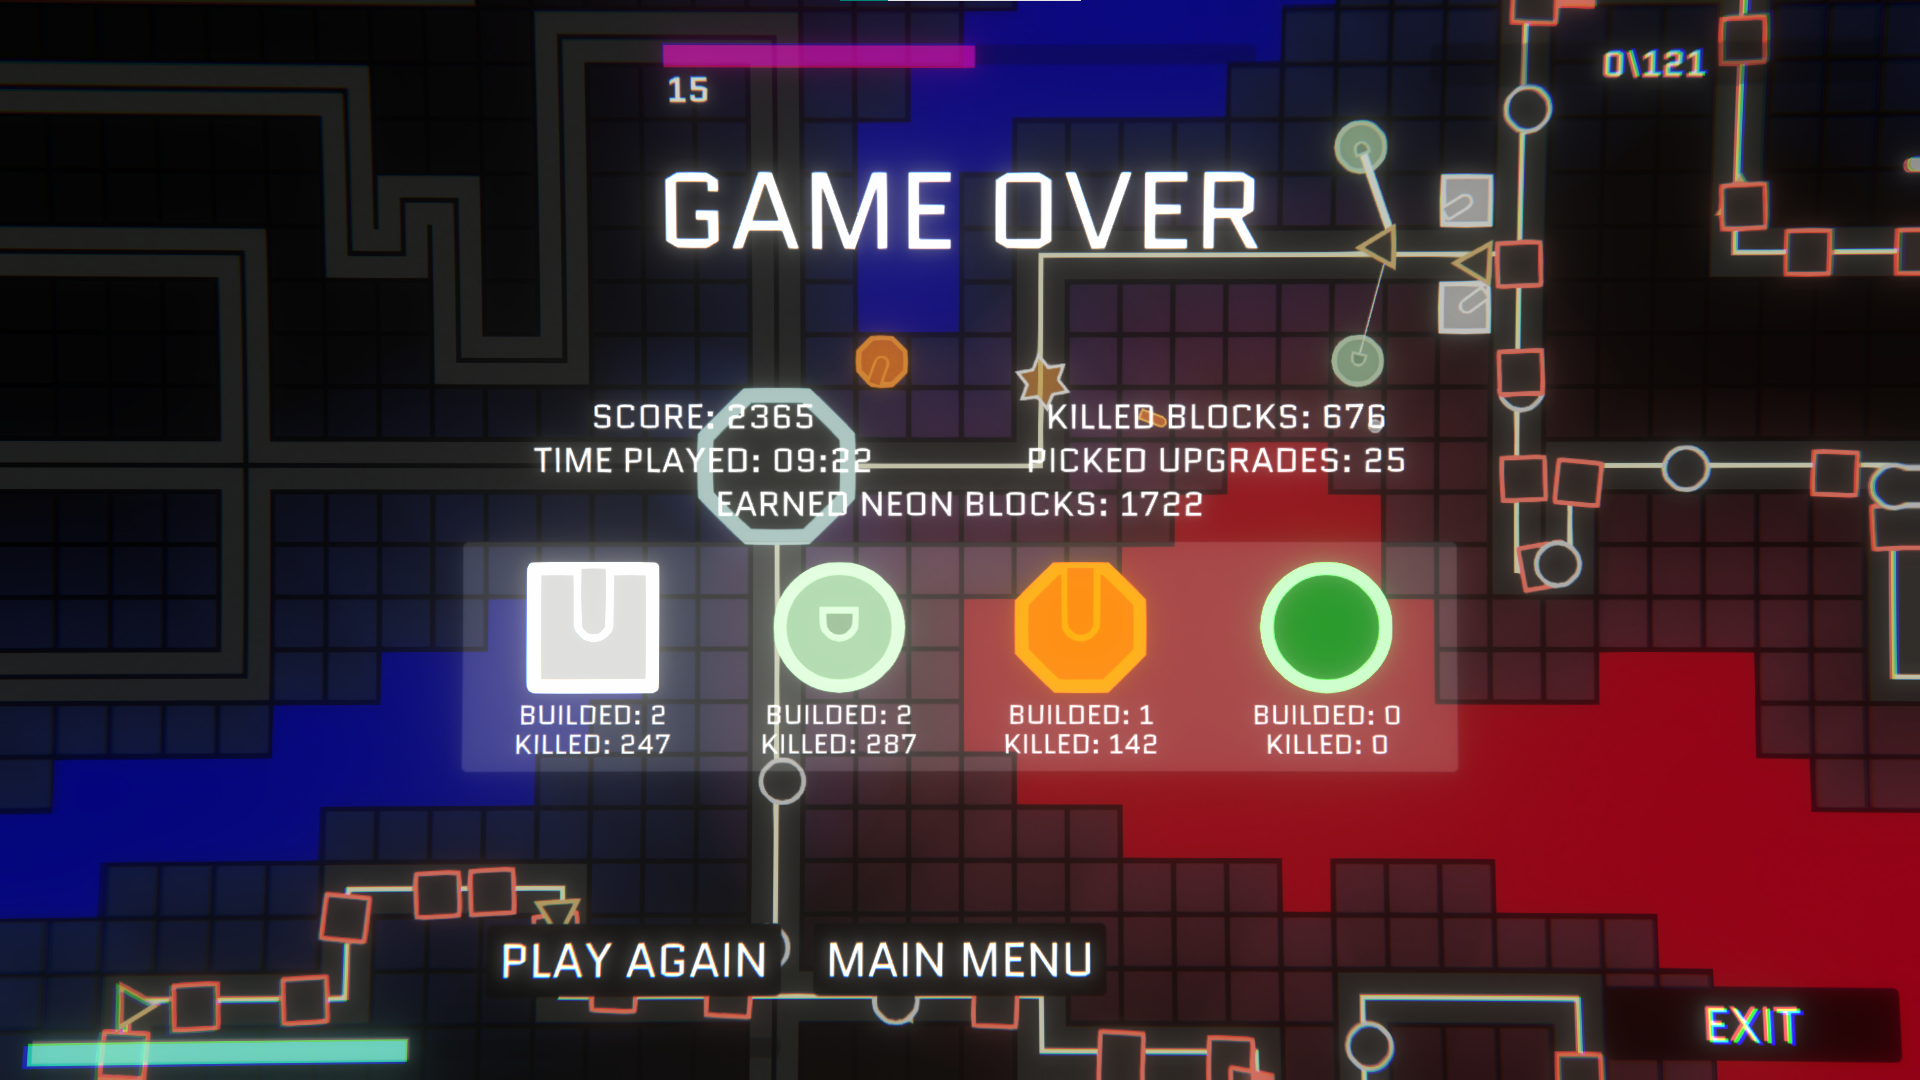 15
0\121
GAME OVER
SCORE: 2365
KILLED BLOCKS: 676
TIME PLAYED: 09:22
PICKED UPGRADES: 25
EARNED NEON BLOCKS: 1722
BUILDED: 2
KILLED: 247
BUILDED: 2
KILLED: 287
BUILDED: 1
KILLED: 142
BUILDED: 0
KILLED: 0
PLAY AGAIN
MAIN MENU
EXIT